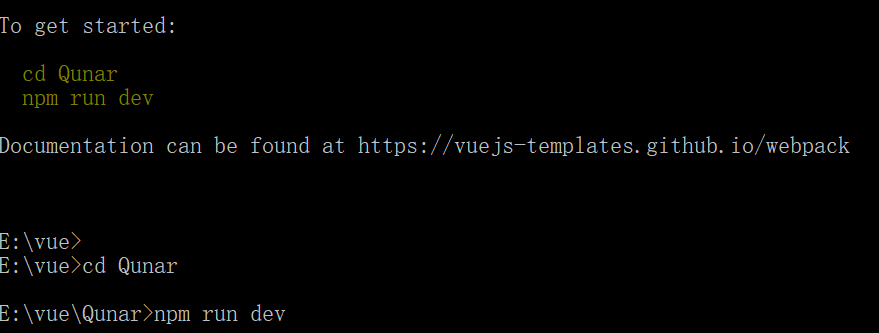 To get started:
cd Qunar
npm run dev
Documentation can be found at https://vuejs-templates.github.io/webpack
E:\vue>
E:\vue>cd Qunar
E:\vue\Qunar>npm run dev